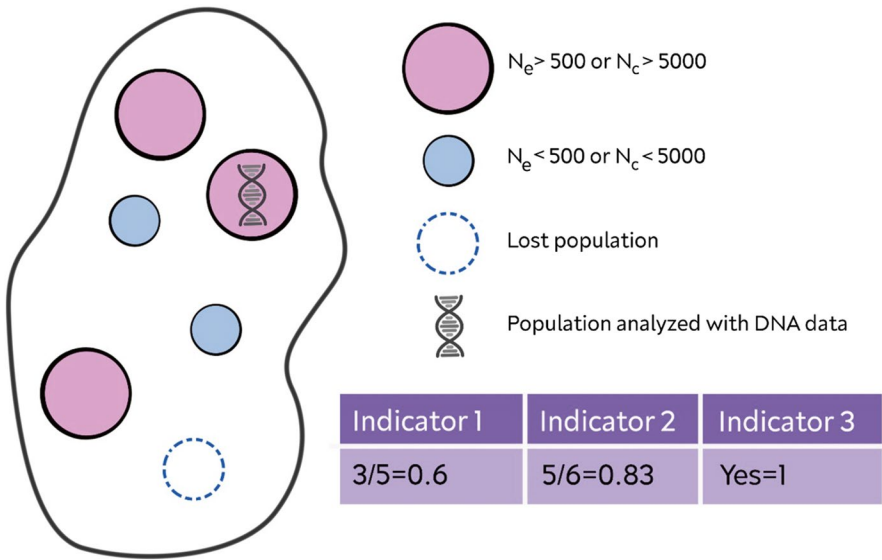 Ne > 500 or Nc > 5000
Ne < 500 or Nc < 5000
Lost population
Population analyzed with DNA data
Indicator 1 Indicator 2 Indicator 3
3/5=0.6 5/6=0.83 Yes=1